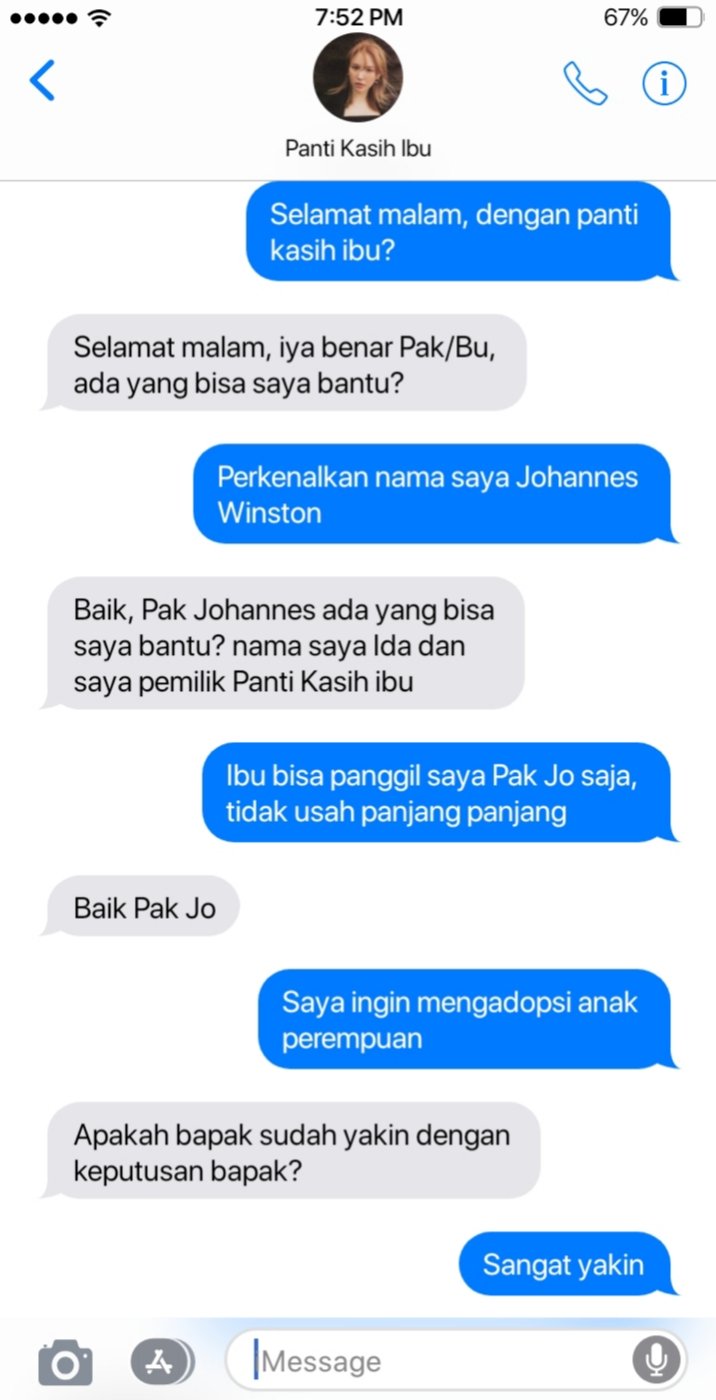 7:52 PM
67%
Panti Kasih Ibu
Selamat malam, dengan panti
kasih ibu?
Selamat malam, iya benar Pak/Bu,
ada yang bisa saya bantu?
Perkenalkan nama saya Johannes
Winston
Baik, Pak Johannes ada yang bisa
saya bantu? nama saya Ida dan
saya pemilik Panti Kasih ibu
Ibu bisa panggil saya Pak Jo saja,
tidak usah panjang panjang
Baik Pak Jo
Saya ingin mengadopsi anak
perempuan
Apakah bapak sudah yakin dengan
keputusan bapak?
Sangat yakin
Message